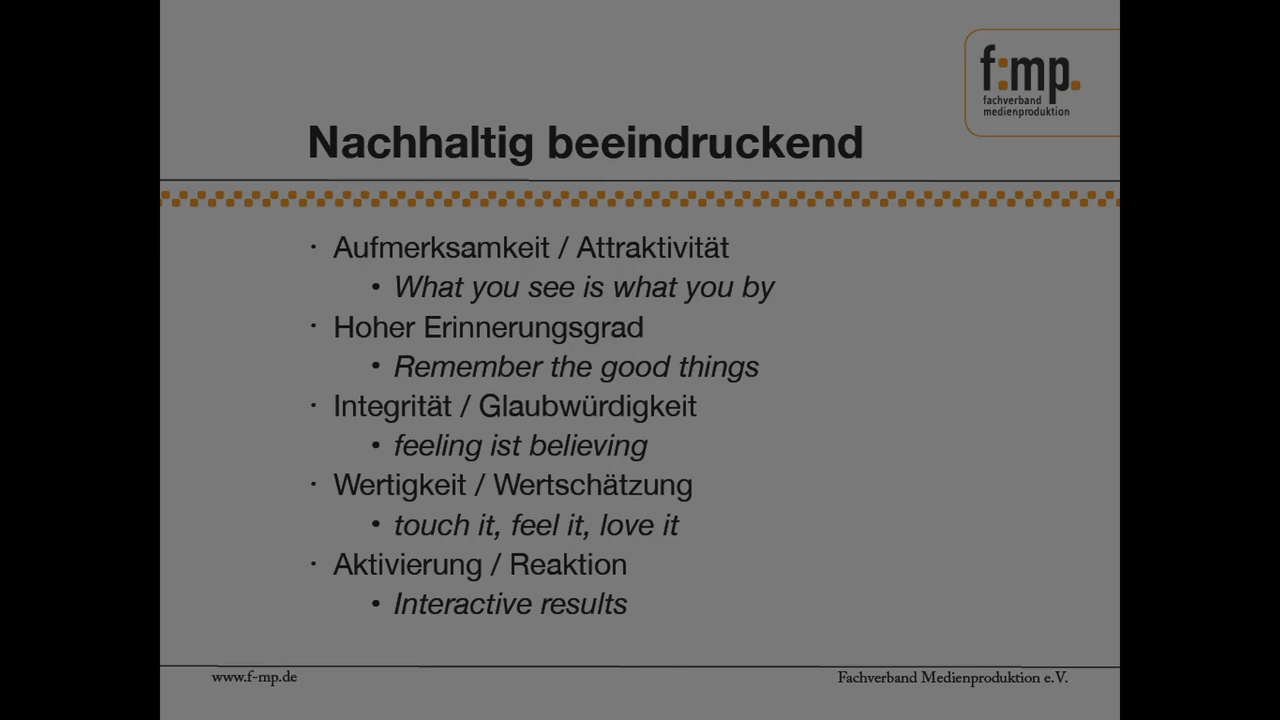 f:mp.
fachverband
medienproduktion
Nachhaltig beeindruckend
· Aufmerksamkeit / Attraktivität
• What you see is what you by
· Hoher Erinnerungsgrad
• Remember the good things
· Integrität / Glaubwürdigkeit
• feeling ist believing
· Wertigkeit / Wertschätzung
• touch it, feel it, love it
· Aktivierung / Reaktion
• Interactive results
www.f-mp.de
Fachverband Medienproduktion e.V.